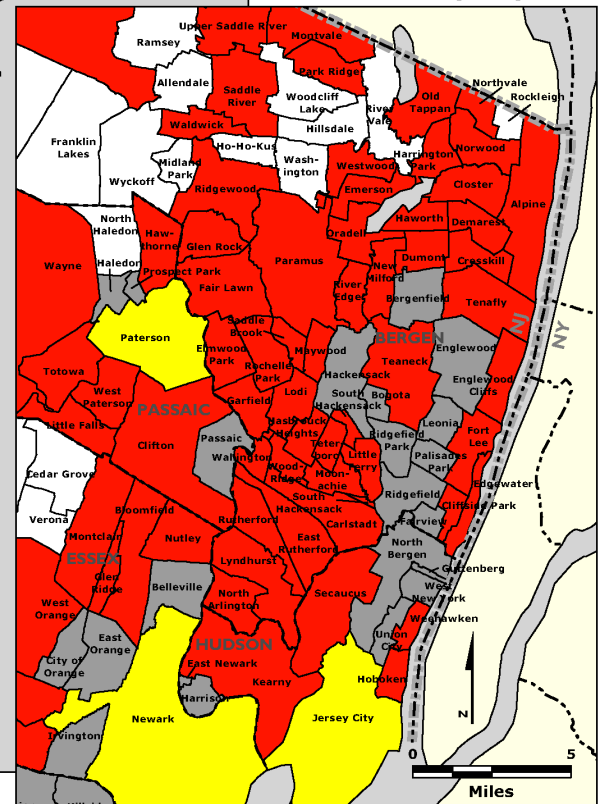 Upper Saddle River
Ramsey
Montvale
Park Ridge
Allendale
Saddle
River
Woodcliff
Lake
River
Vale
Old
Tappan
Northvale
Rockleigh
Waldwick
Hillsdale
Franklin
Lakes
Ho-Ho-Kus
Midland
Park
Wash-
ington
Westwood
Harrington
Park
Norwood
Wyckoff
Ridgewood
Emerson
Closter
Alpine
North
Haledon
Haw-
thorne
Glen Rock
Oradell
Haworth
Demarest
Wayne
Haledon
Prospect Park
Paramus
New
Milford
Dumont
Cresskill
Fair Lawn
River
Edge
Bergenfield
Tenafly
Paterson
Saddle
Brook
BERGEN
NJ
NY
Elmwood
Park
Maywood
Teaneck
Englewood
Totowa
Rochelle
Park
Hackensack
Englewood
Cliffs
West
Paterson
PASSAIC
Garfield
Lodi
South
Hackensack
Bogota
Little Falls
Clifton
Passaic
Hasbrouck
Heights
Leonia
Fort
Lee
Wallington
Teter-
boro
Little
Ferry
Ridgefield
Park
Palisades
Park
Cedar Grove
Wood-
Ridge
Moon-
achie
Edgewater
Verona
Bloomfield
South
Hackensack
Ridgefield
Cliffside Park
Montclair
Nutley
Rutherford
Carlstadt
Fairview
ESSEX
East
Rutherford
North
Bergen
Glen
Ridge
Belleville
Lyndhurst
Guttenberg
West
Orange
North
Arlington
Secaucus
West
New York
Weehawken
East
Orange
HUDSON
Union
City
City of
Orange
East Newark
Kearny
Hoboken
Harrison
Newark
Jersey City
Irvington
N
0
5
Miles